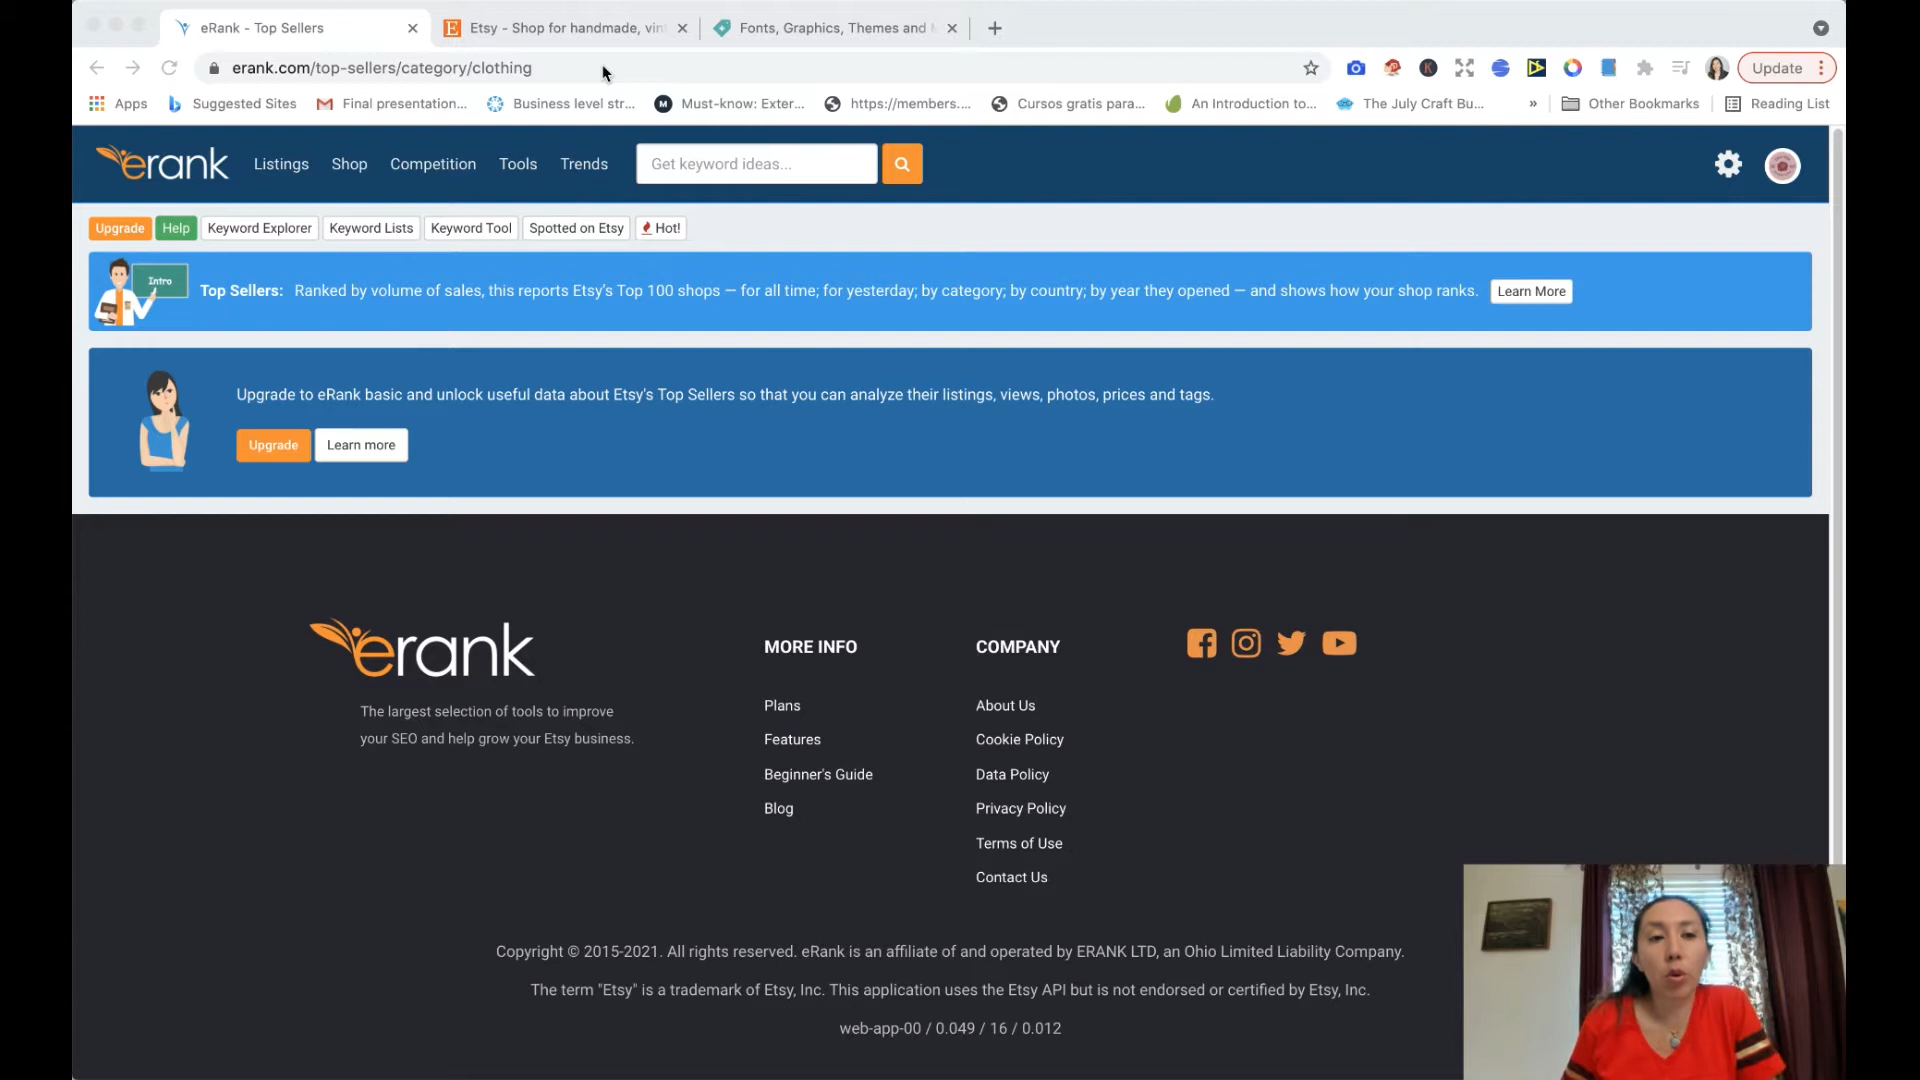 eRank - Top Sellers
Etsy - Shop for handmade, vin
Fonts, Graphics, Themes and
erank.com/top-sellers/category/clothing
Update
Apps
Suggested Sites
Final presentation...
Business level str...
Must-know: Exter...
https://members....
Cursos gratis para...
An Introduction to...
The July Craft Bu...
»
Other Bookmarks
Reading List
erank
Listings
Shop
Competition
Tools
Trends
Get keyword ideas...
Upgrade
Help
Keyword Explorer
Keyword Lists
Keyword Tool
Spotted on Etsy
Hot!
Intro
Top Sellers: Ranked by volume of sales, this reports Etsy's Top 100 shops — for all time; for yesterday; by category; by country; by year they opened — and shows how your shop ranks.
Learn More
Upgrade to eRank basic and unlock useful data about Etsy's Top Sellers so that you can analyze their listings, views, photos, prices and tags.
Upgrade
Learn more
erank
The largest selection of tools to improve
your SEO and help grow your Etsy business.
MORE INFO
Plans
Features
Beginner's Guide
Blog
COMPANY
About Us
Cookie Policy
Data Policy
Privacy Policy
Terms of Use
Contact Us
Copyright © 2015-2021. All rights reserved. eRank is an affiliate of and operated by ERANK LTD, an Ohio Limited Liability Company.
The term "Etsy" is a trademark of Etsy, Inc. This application uses the Etsy API but is not endorsed or certified by Etsy, Inc.
web-app-00 / 0.049 / 16 / 0.012